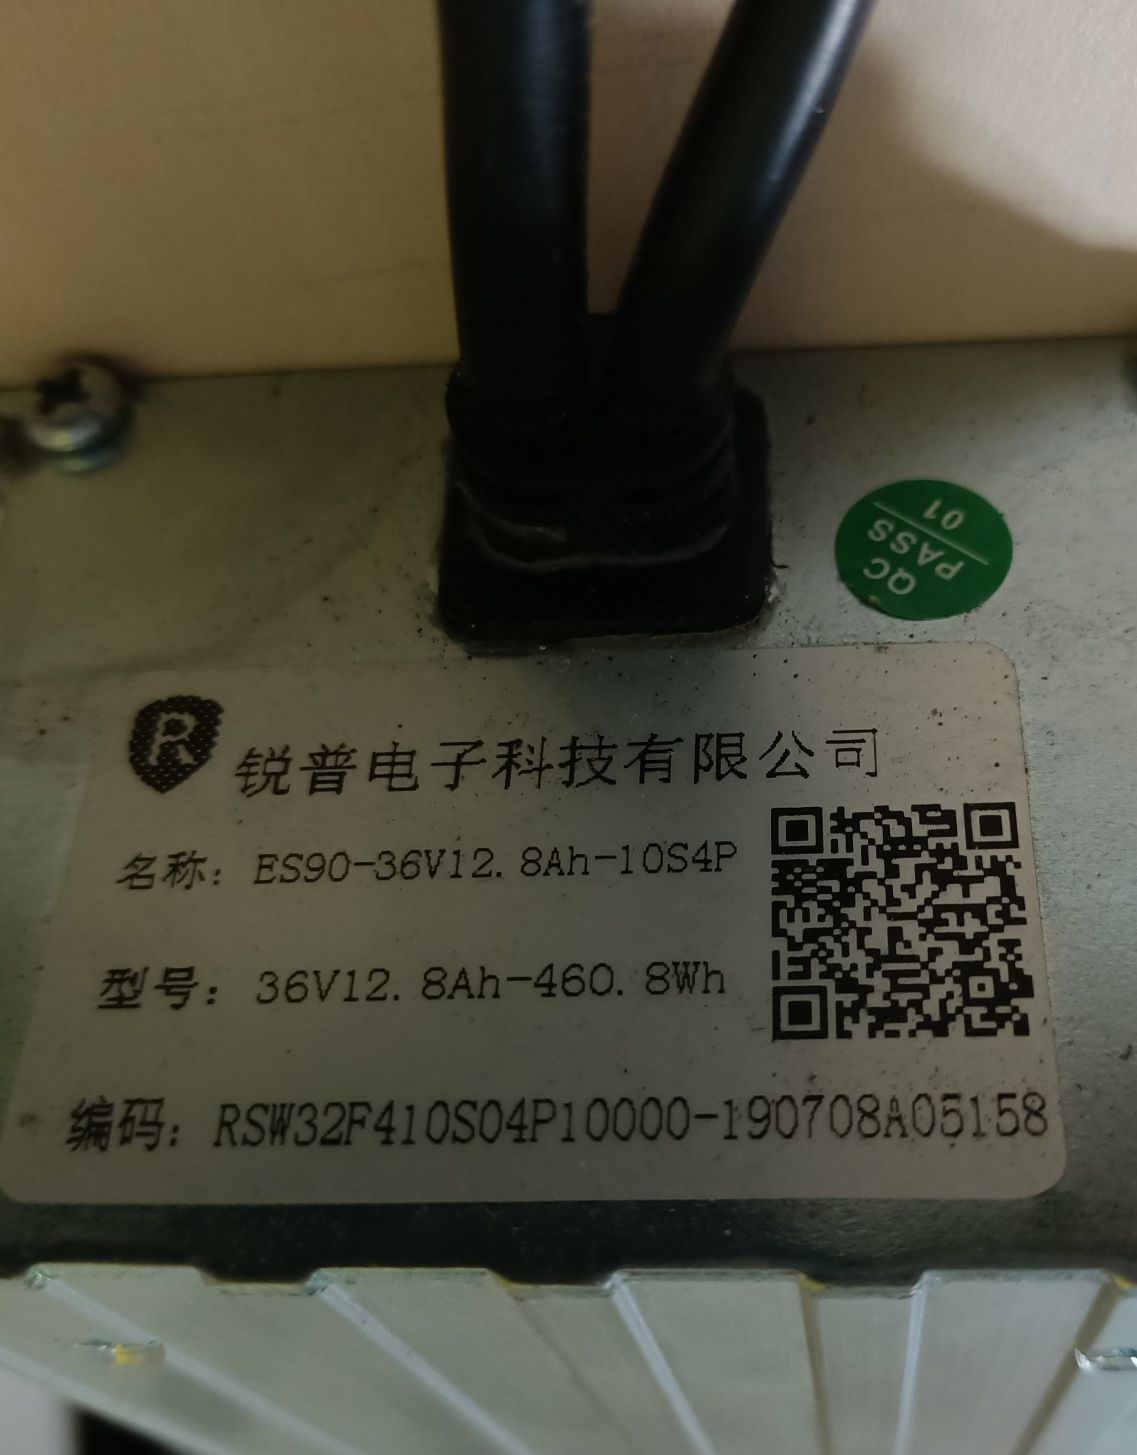 QC
PASS
01
R
锐普电子科技有限公司
名称: ES90-36V12.8Ah-10S4P
型号: 36V12.8Ah-460.8Wh
编码: RSW32F410S04P10000-190708A05158